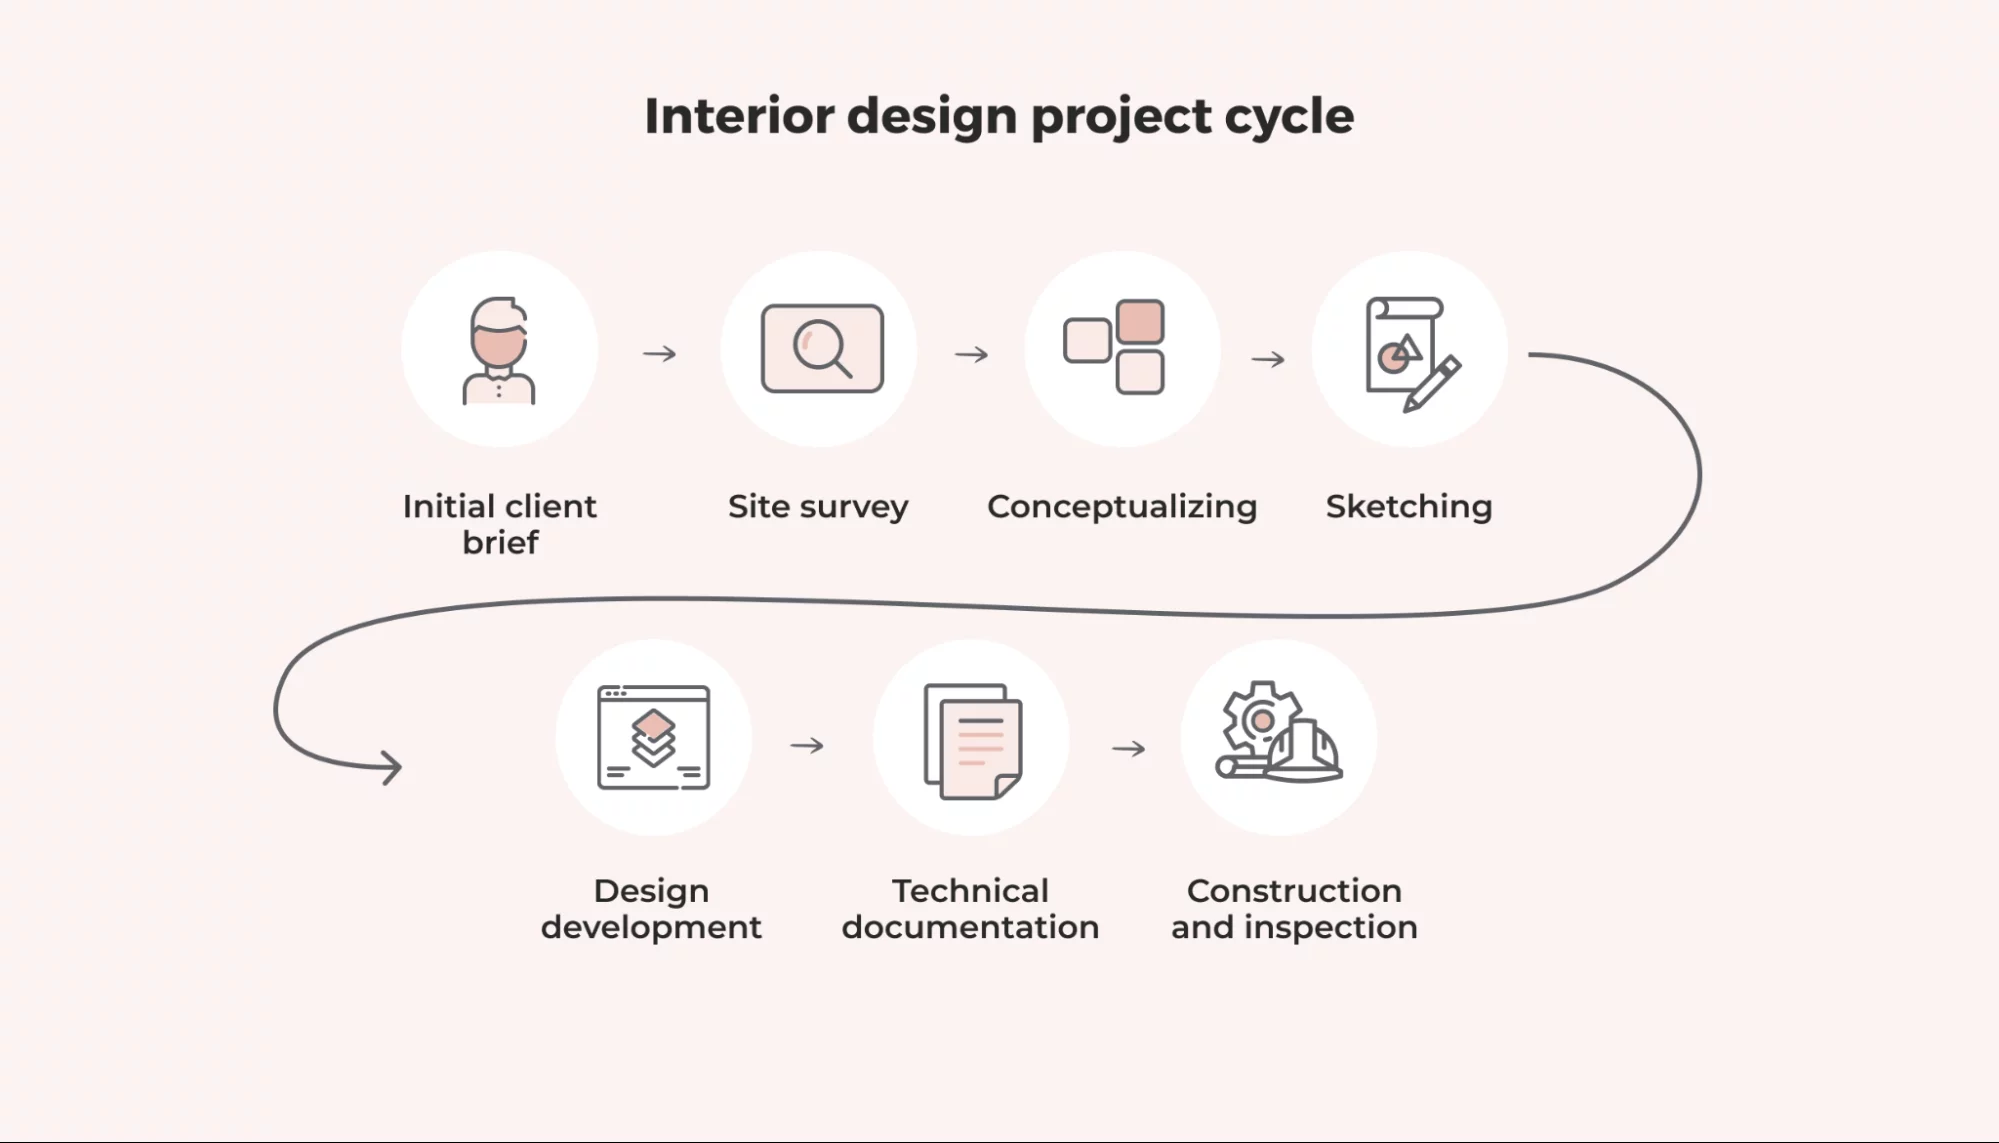 Interior design project cycle
Initial client
brief
Site survey
Conceptualizing
Sketching
Design
development
Technical
documentation
Construction
and inspection